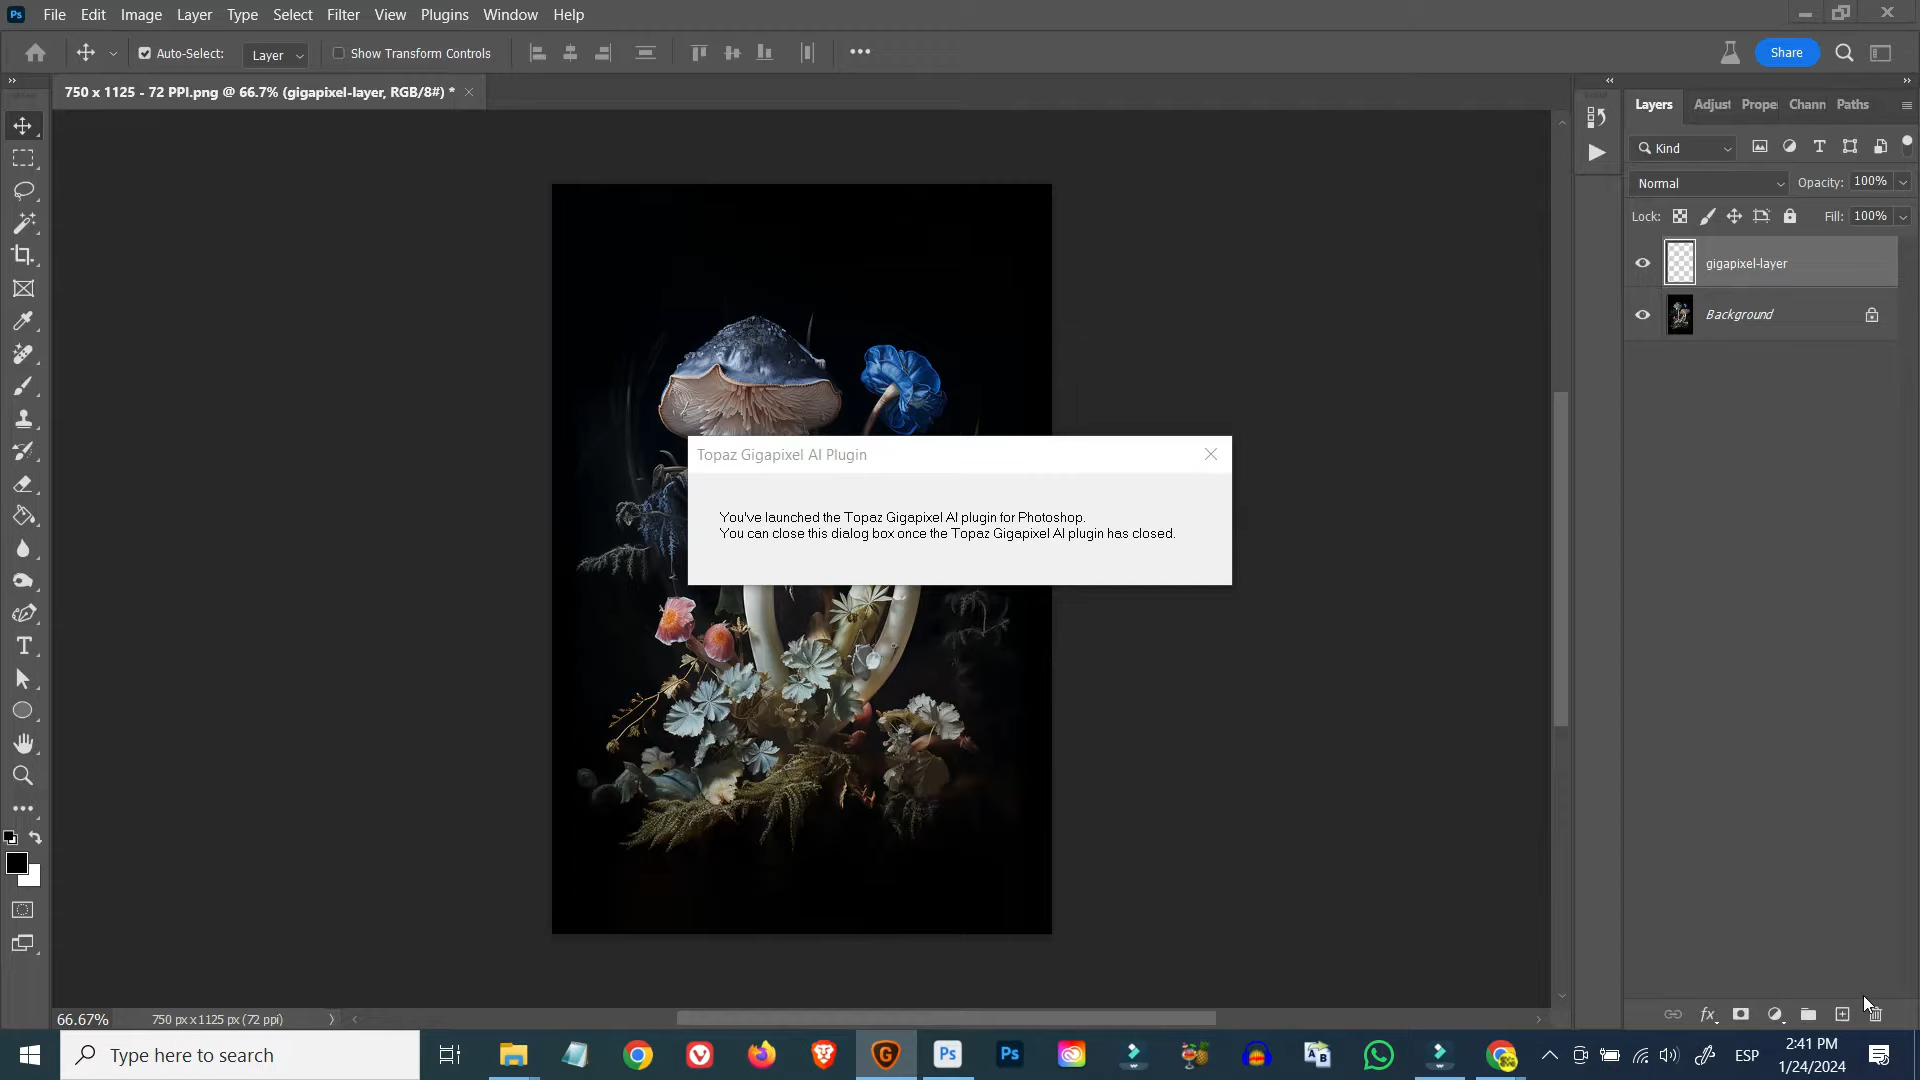 File Edit Image Layer Type Select Filter View Plugins Window Help
Auto-Select: Layer Show Transform Controls Share
750 x 1125 - 72 PPI.png @ 66.7% (gigapixel-layer, RGB/8#) *
Layers Adjust Prope Chann Paths
Kind
Normal Opacity: 100%
Lock: Fill: 100%
gigapixel-layer
Background
Topaz Gigapixel AI Plugin
You've launched the Topaz Gigapixel AI plugin for Photoshop.
You can close this dialog box once the Topaz Gigapixel AI plugin has closed.
66.67% 750 px x 1125 px (72 ppi)
Type here to search
ESP
2:41 PM
1/24/2024